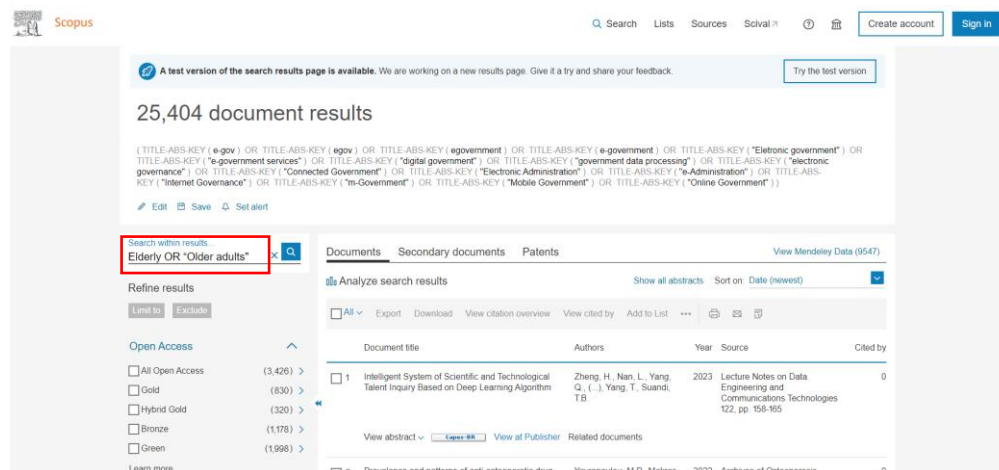 Scopus
Search Lists Sources Scival
Create account Sign in
A test version of the search results page is available. We are working on a new results page. Give it a try and share your feedback.
Try the test version
25,404 document results
( TITLE-ABS-KEY ( e-gov ) OR TITLE-ABS-KEY ( egov ) OR TITLE-ABS-KEY ( egovernment ) OR TITLE-ABS-KEY ( e-government ) OR TITLE-ABS-KEY ( "Eletronic government" ) OR
TITLE-ABS-KEY ( "e-government services" ) OR TITLE-ABS-KEY ( "digital government" ) OR TITLE-ABS-KEY ( "government data processing" ) OR TITLE-ABS-KEY ( "electronic
governance" ) OR TITLE-ABS-KEY ( "Connected Government" ) OR TITLE-ABS-KEY ( "Electronic Administration" ) OR TITLE-ABS-KEY ( "e-Administration" ) OR TITLE-ABS-
KEY ( "Internet Governance" ) OR TITLE-ABS-KEY ( "m-Government" ) OR TITLE-ABS-KEY ( "Mobile Government" ) OR TITLE-ABS-KEY ( "Online Government" ) )
Edit Save Set alert
Search within results...
Elderly OR "Older adults"
Documents Secondary documents Patents View Mendeley Data (9547)
Refine results
Limit to Exclude
Analyze search results Show all abstracts Sort on: Date (newest)
All Export Download View citation overview View cited by Add to List ...
Open Access
All Open Access (3,426) >
Gold (830) >
Hybrid Gold (320) >
Bronze (1,178) >
Green (1,998) >
Learn more
Document title Authors Year Source Cited by
1 Intelligent System of Scientific and Technological Zheng, H., Nan, L., Yang, 2023 Lecture Notes on Data 0
Talent Inquiry Based on Deep Learning Algorithm Q., (...), Yang, T., Suandi, Engineering and
T.B. Communications Technologies
122, pp. 158-165
View abstract View at Publisher Related documents